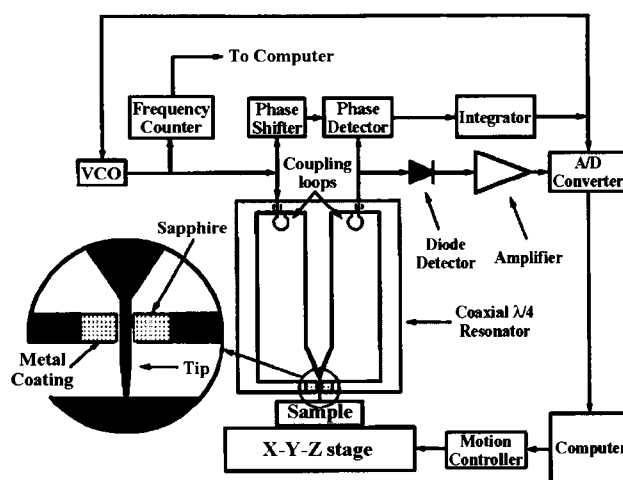 To Computer
Frequency
Counter
Phase
Shifter
Phase
Detector
Integrator
VCO
Coupling
loops
A/D
Converter
Diode
Detector
Amplifier
Sapphire
Coaxial λ/4
Resonator
Metal
Coating
Tip
Sample
X-Y-Z stage
Motion
Controller
Computer